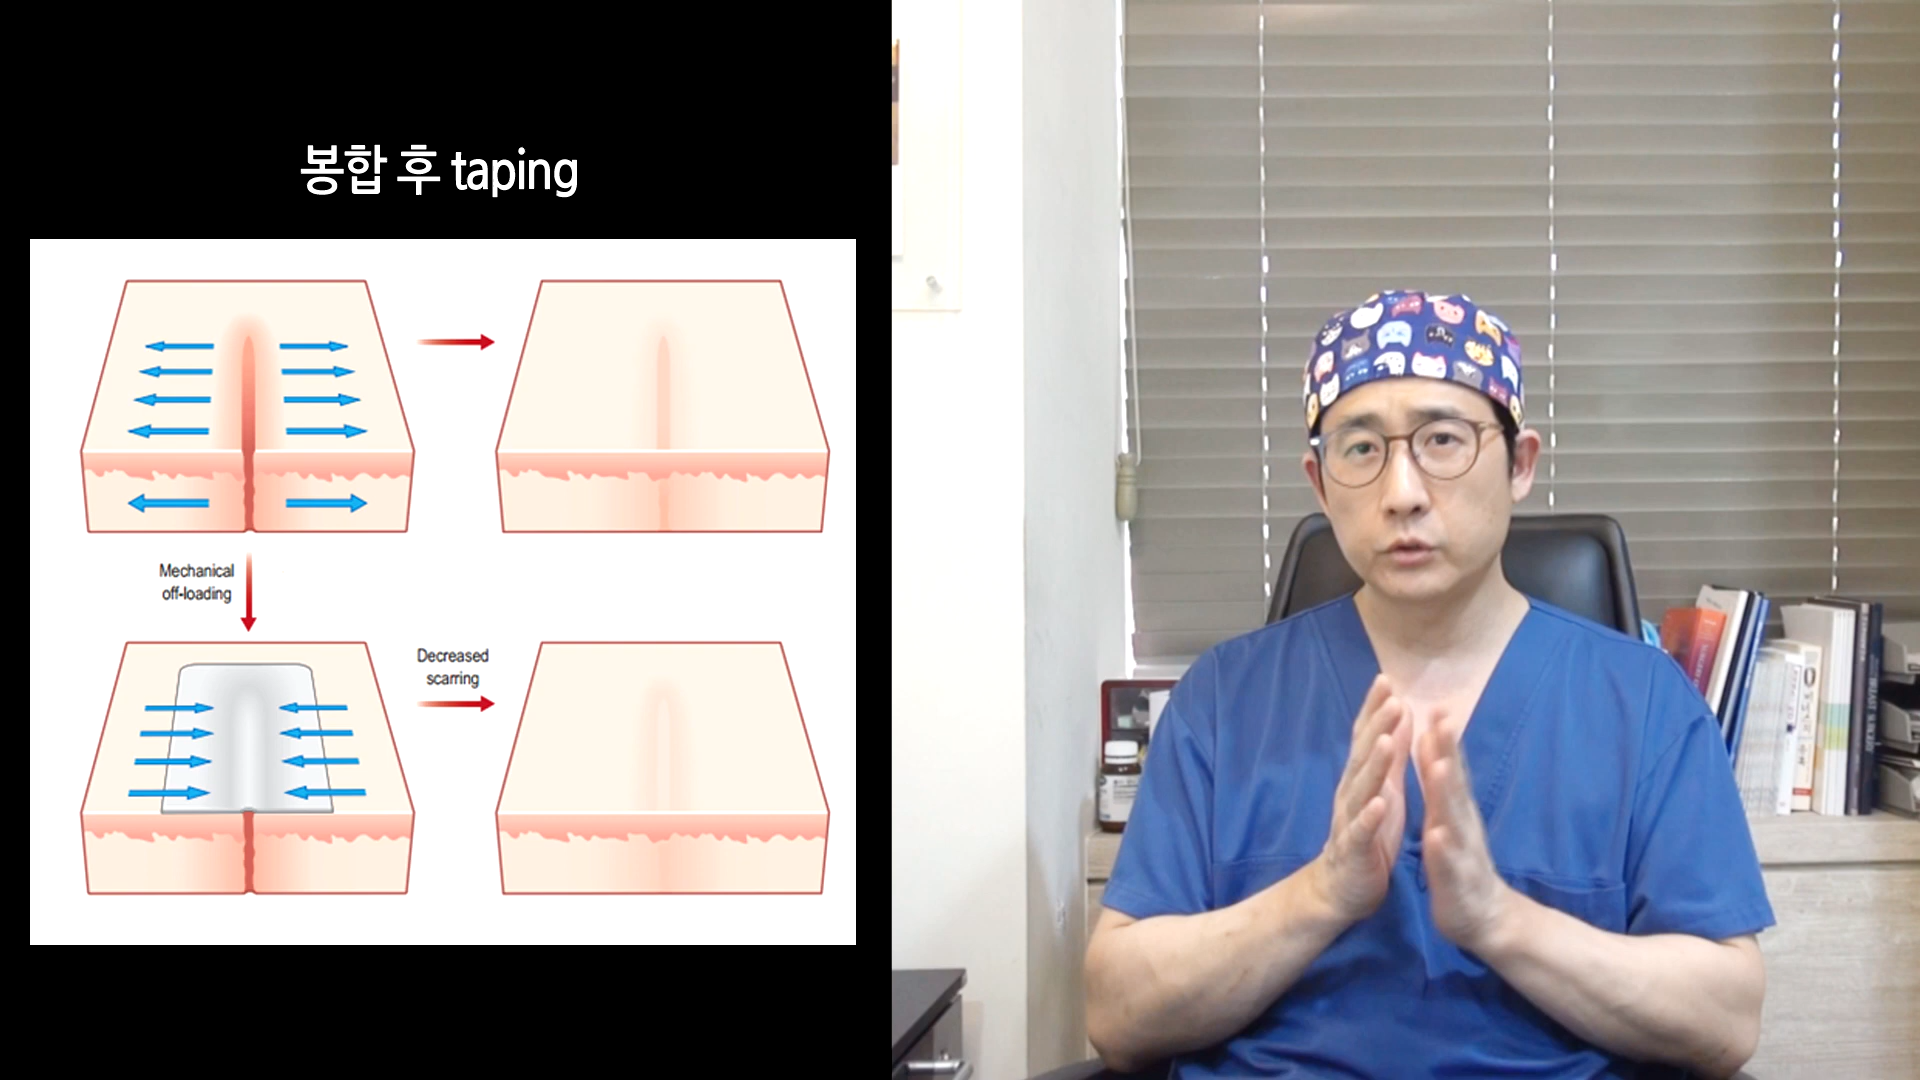 봉합 후 taping
Mechanical
off-loading
Decreased
scarring